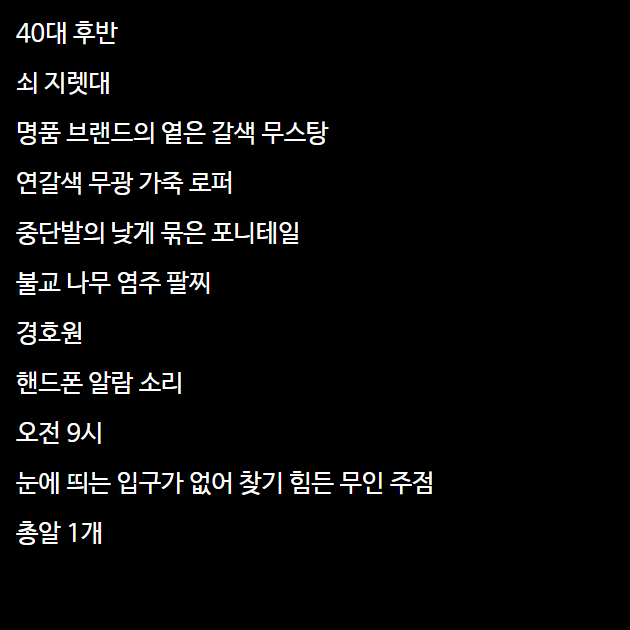 40대 후반
쇠 지렛대
명품 브랜드의 옅은 갈색 무스탕
연갈색 무광 가죽 로퍼
중단발의 낮게 묶은 포니테일
불교 나무 염주 팔찌
경호원
핸드폰 알람 소리
오전 9시
눈에 띄는 입구가 없어 찾기 힘든 무인 주점
총알 1개